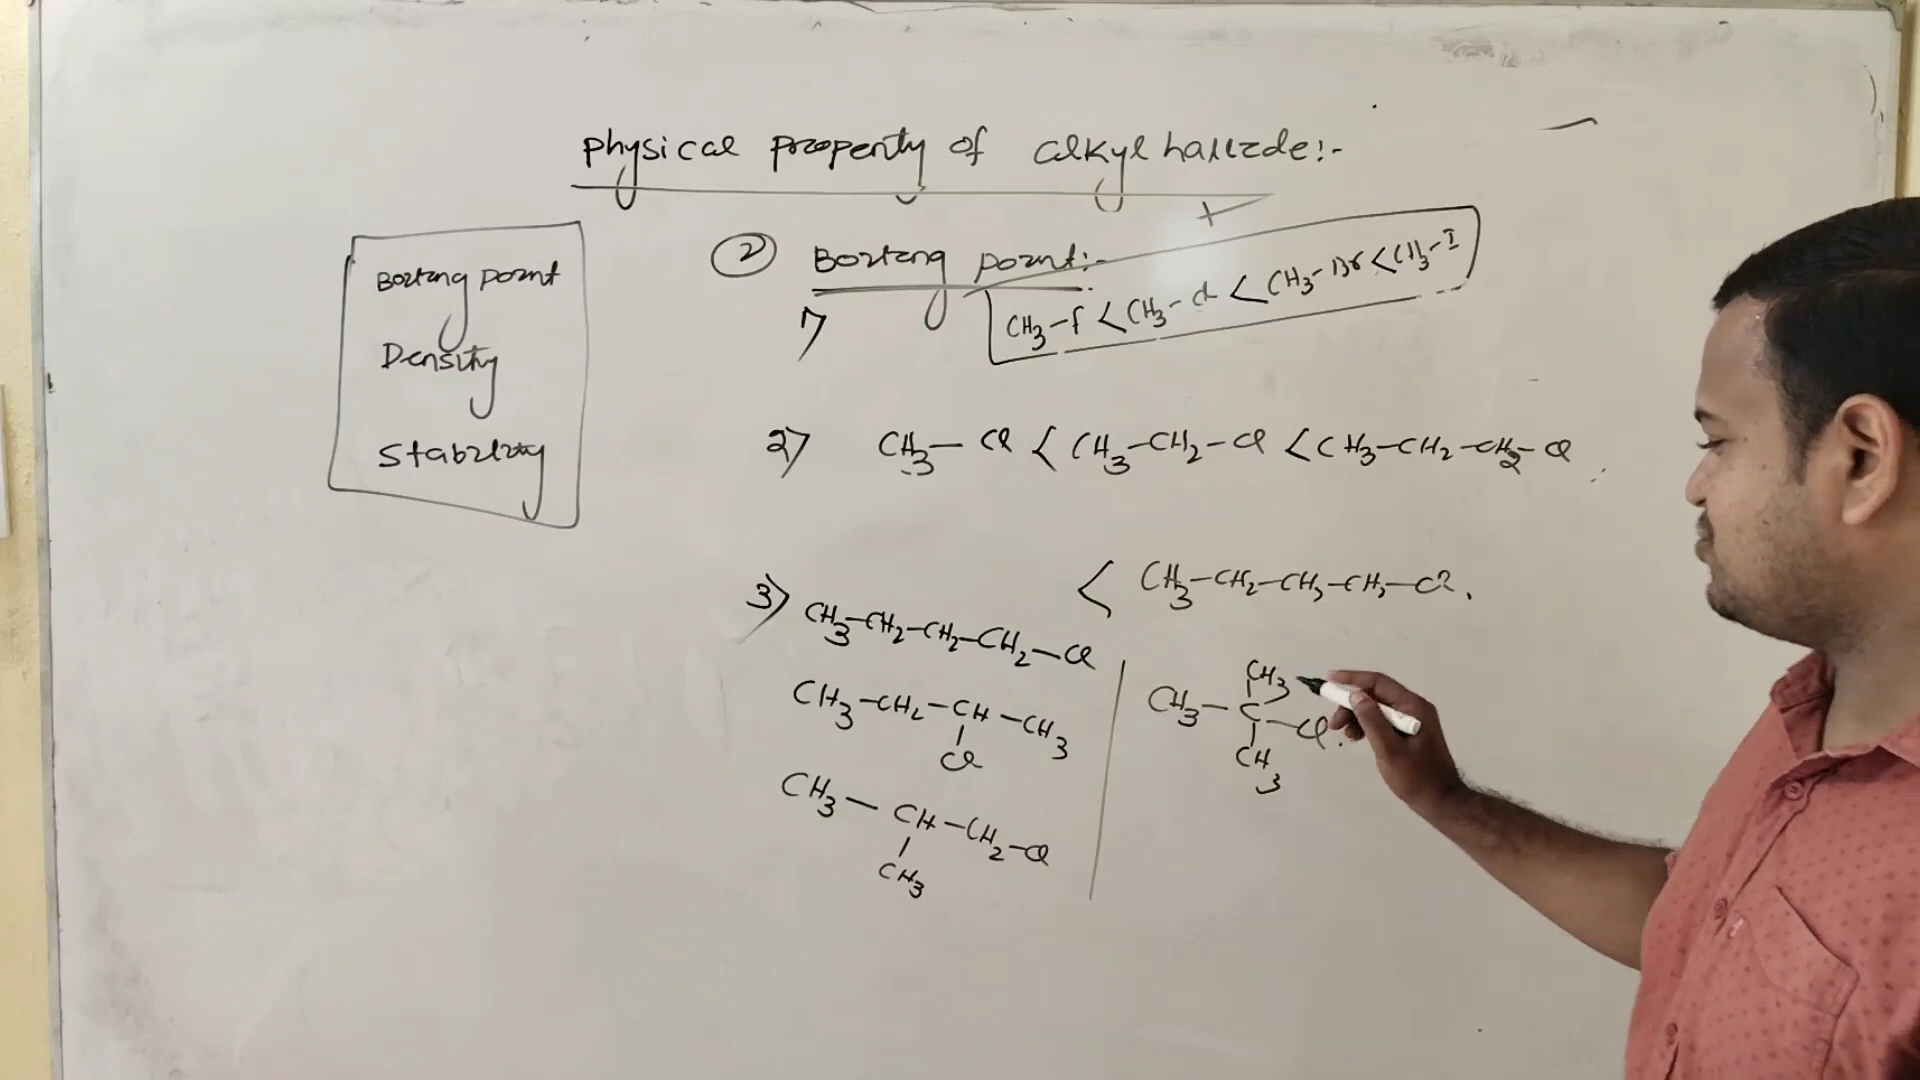 physical property of alkyl halide:-
Boiling point
Density
Stability
② Boiling point:-
1) CH3-F < CH3-Cl < CH3-Br < CH3-I
2) CH3-Cl < CH3-CH2-Cl < CH3-CH2-CH2-Cl
< CH3-CH2-CH2-CH2-Cl.
3) CH3-CH2-CH2-CH2-Cl
CH3-CH2-CH-CH3
Cl
CH3-CH-CH2-Cl
CH3
CH3
CH3-C-Cl.
CH3